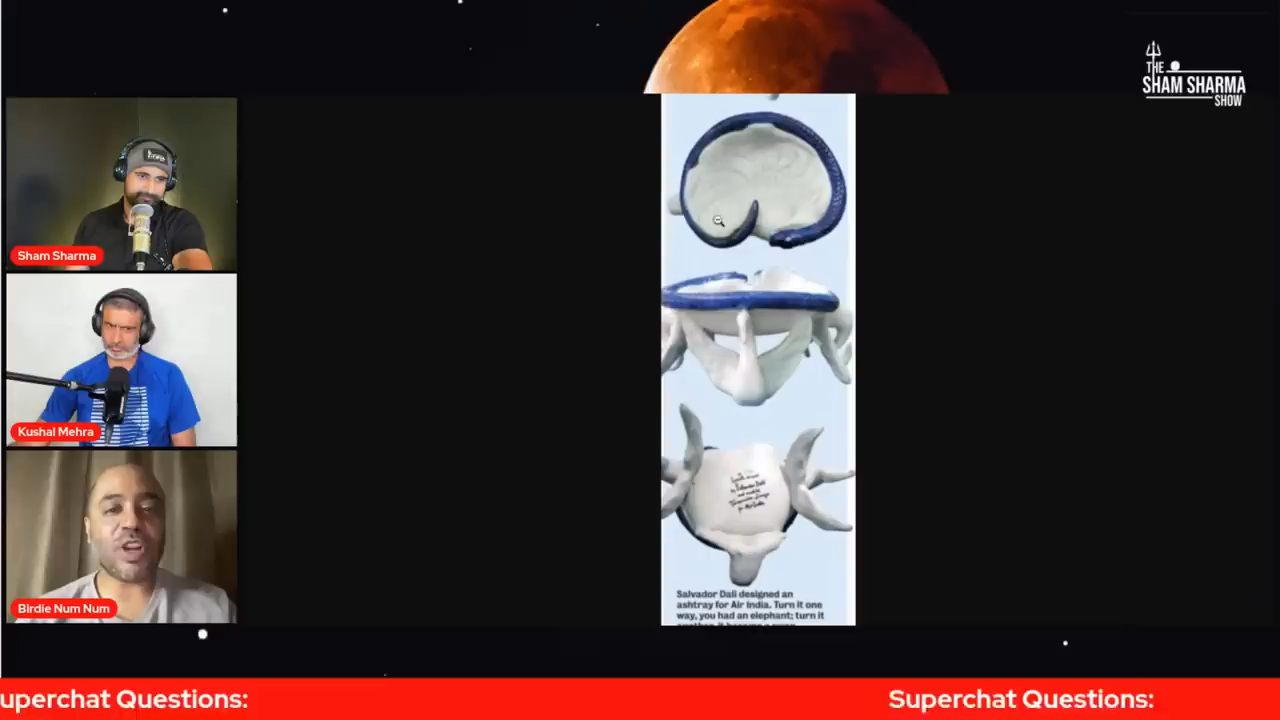 THE
SHAM SHARMA
SHOW
Sham Sharma
Kushal Mehra
Birdie Num Num
Salvador Dali designed an
ashtray for Air India. Turn it one
way, you had an elephant; turn it
uperchat Questions:
Superchat Questions: